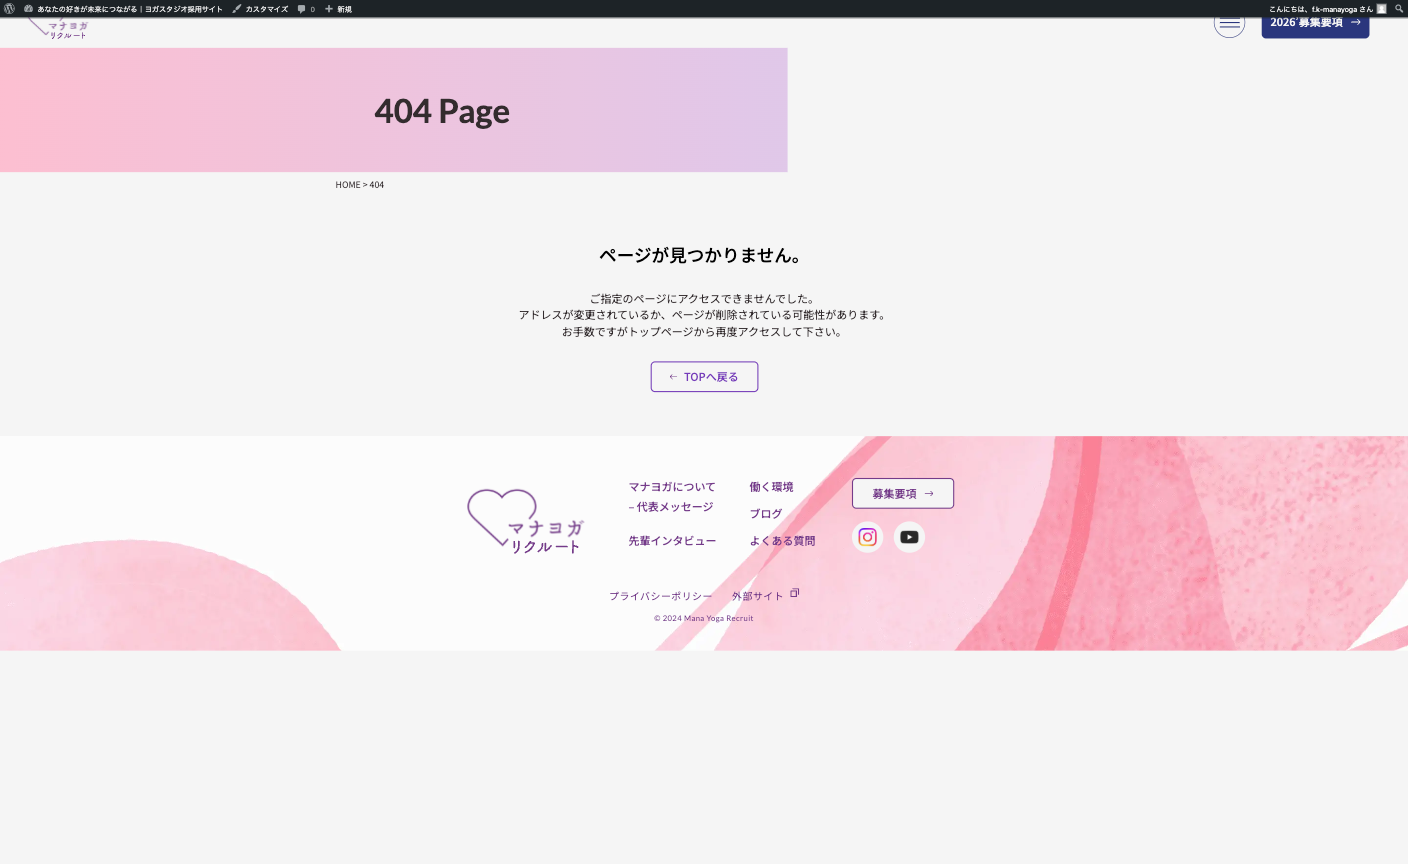 あなたの好きが未来につながる｜ヨガスタジオ採用サイト カスタマイズ 0 新規 こんにちは、f.k-manayoga さん
マナヨガ
リクルート
2026 募集要項 →
404 Page
HOME > 404
ページが見つかりません。
ご指定のページにアクセスできませんでした。
アドレスが変更されているか、ページが削除されている可能性があります。
お手数ですがトップページから再度アクセスして下さい。
← TOPへ戻る
マナヨガ
リクルート
マナヨガについて
– 代表メッセージ
先輩インタビュー
働く環境
ブログ
よくある質問
募集要項 →
プライバシーポリシー 外部サイト
© 2024 Mana Yoga Recruit